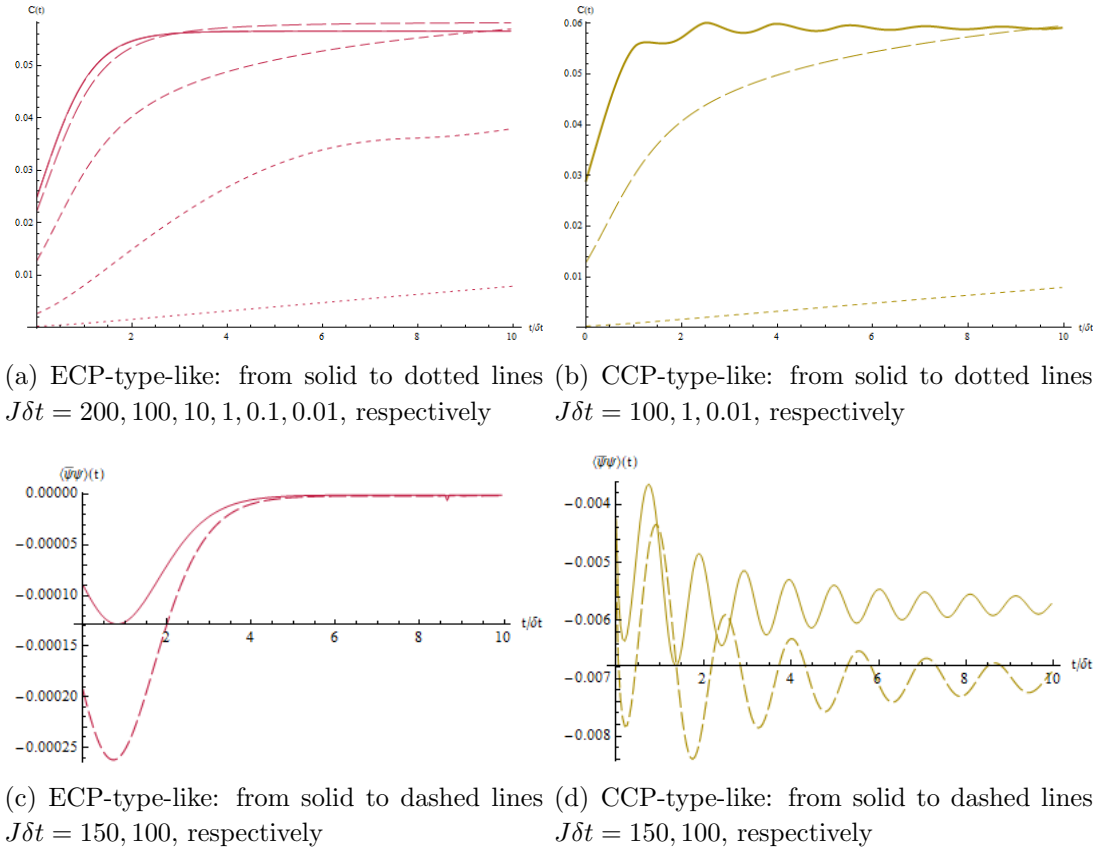 C(t)
0.05
0.04
0.03
0.02
0.01
2
4
6
8
10
t/δt
C(t)
0.06
0.05
0.04
0.03
0.02
0.01
0
2
4
6
8
10
t/δt
(a) ECP-type-like: from solid to dotted lines
Jδt = 200, 100, 10, 1, 0.1, 0.01, respectively
(b) CCP-type-like: from solid to dotted lines
Jδt = 100, 1, 0.01, respectively
⟨ψ̅ψ⟩(t)
0.00000
−0.00005
−0.00010
−0.00015
−0.00020
−0.00025
2
4
6
8
10
t/δt
⟨ψ̅ψ⟩(t)
−0.004
−0.005
−0.006
−0.007
−0.008
2
4
6
8
10
t/δt
(c) ECP-type-like: from solid to dashed lines
Jδt = 150, 100, respectively
(d) CCP-type-like: from solid to dashed lines
Jδt = 150, 100, respectively